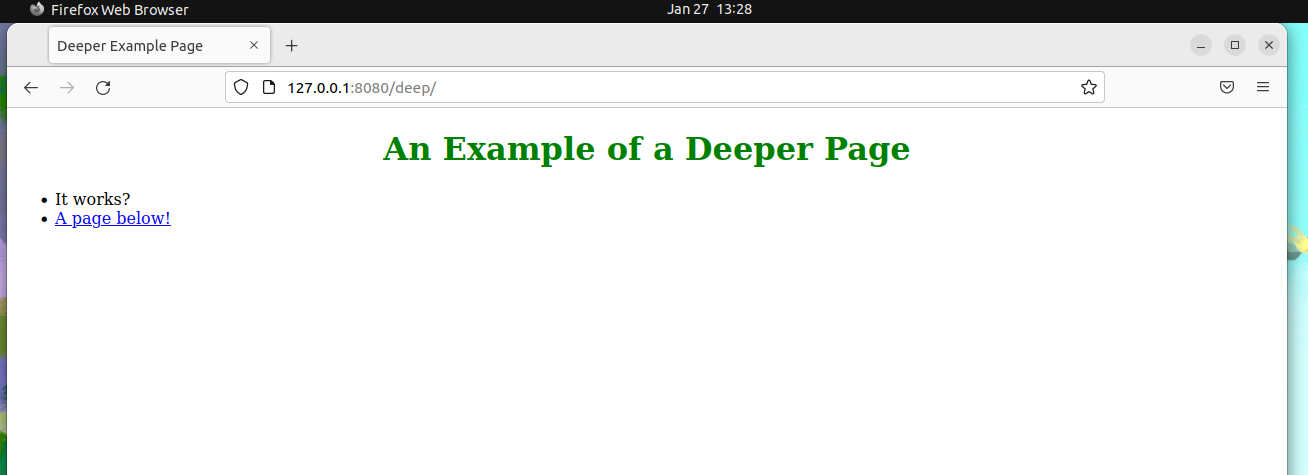 Firefox Web Browser
Jan 27 13:28
Deeper Example Page
127.0.0.1:8080/deep/
An Example of a Deeper Page
It works?
A page below!